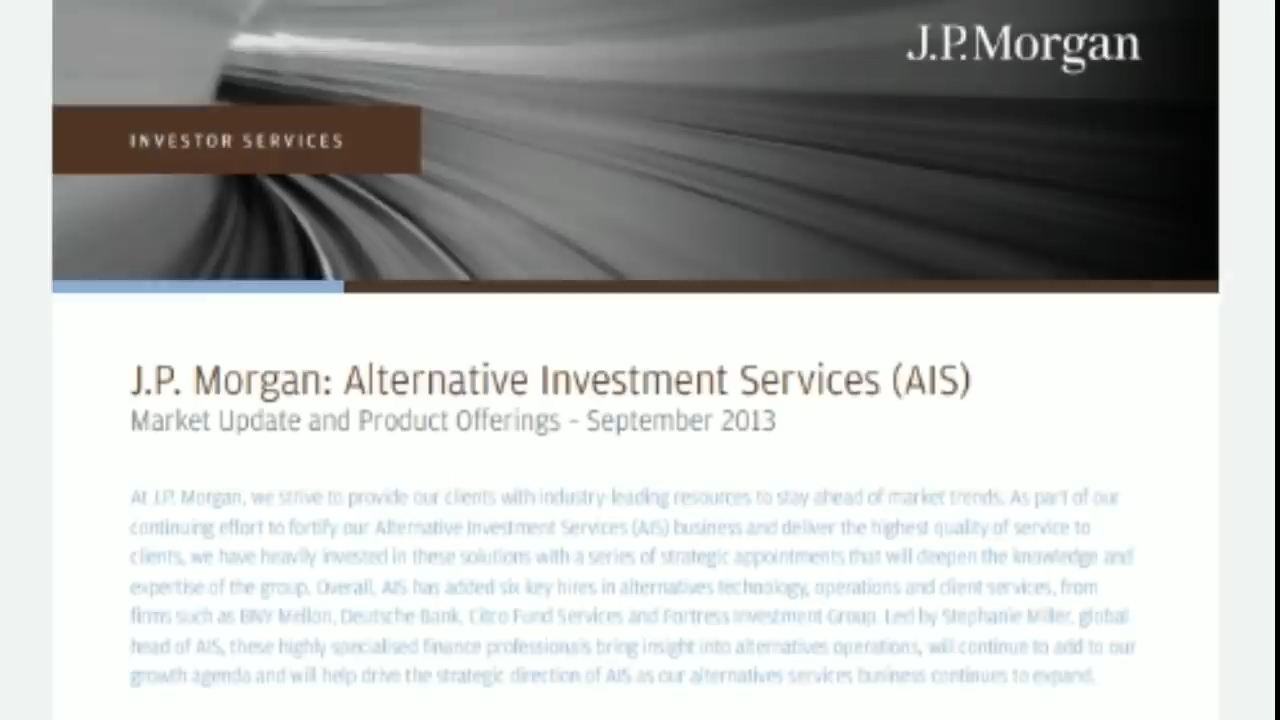 J.P.Morgan
INVESTOR SERVICES
J.P. Morgan: Alternative Investment Services (AIS)
Market Update and Product Offerings - September 2013
At J.P. Morgan, we strive to provide our clients with industry-leading resources to stay ahead of market trends. As part of our
continuing effort to fortify our Alternative Investment Services (AIS) business and deliver the highest quality of service to
clients, we have heavily invested in these solutions with a series of strategic appointments that will deepen the knowledge and
expertise of the group. Overall, AIS has added six key hires in alternatives technology, operations and client services, from
firms such as BNY Mellon, Deutsche Bank, Citco Fund Services and Fortress Investment Group. Led by Stephanie Miller, global
head of AIS, these highly specialised finance professionals bring insight into alternatives operations, will continue to add to our
growth agenda and will help drive the strategic direction of AIS as our alternatives services business continues to expand.